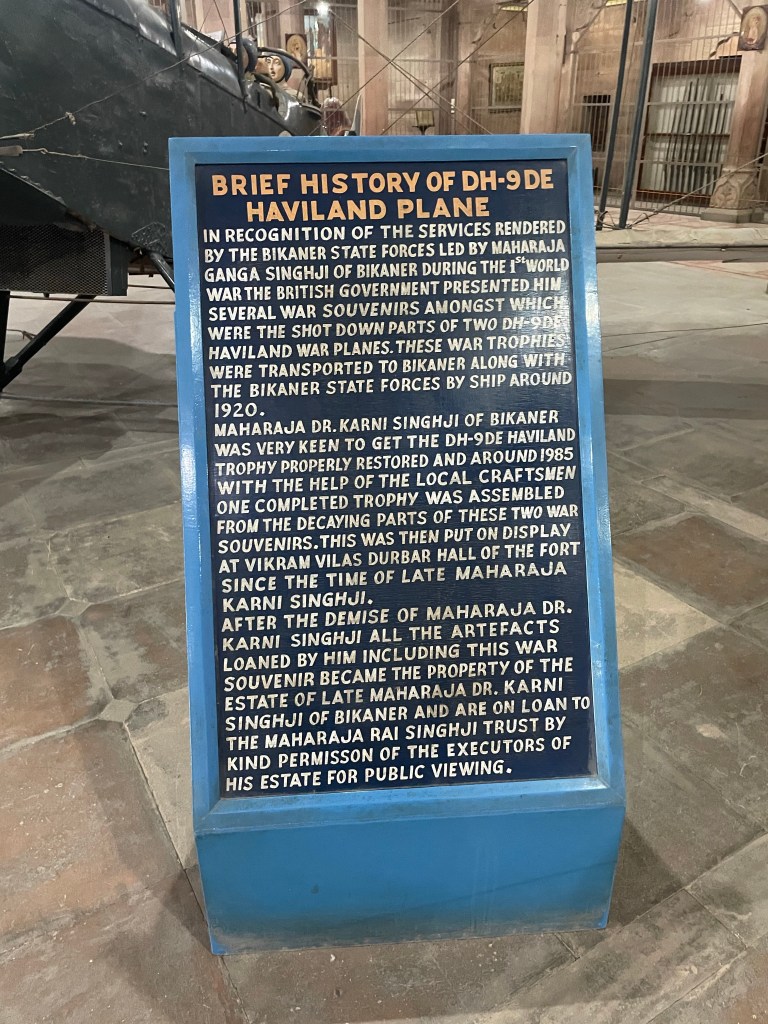 BRIEF HISTORY OF DH-9DE
HAVILAND PLANE
IN RECOGNITION OF THE SERVICES RENDERED
BY THE BIKANER STATE FORCES LED BY MAHARAJA
GANGA SINGHJI OF BIKANER DURING THE 1st WORLD
WAR THE BRITISH GOVERNMENT PRESENTED HIM
SEVERAL WAR SOUVENIRS AMONGST WHICH
WERE THE SHOT DOWN PARTS OF TWO DH-9DE
HAVILAND WAR PLANES. THESE WAR TROPHIES
WERE TRANSPORTED TO BIKANER ALONG WITH
THE BIKANER STATE FORCES BY SHIP AROUND
1920.
MAHARAJA DR. KARNI SINGHJI OF BIKANER
WAS VERY KEEN TO GET THE DH-9DE HAVILAND
TROPHY PROPERLY RESTORED AND AROUND 1985
WITH THE HELP OF THE LOCAL CRAFTSMEN
ONE COMPLETED TROPHY WAS ASSEMBLED
FROM THE DECAYING PARTS OF THESE TWO WAR
SOUVENIRS. THIS WAS THEN PUT ON DISPLAY
AT VIKRAM VILAS DURBAR HALL OF THE FORT
SINCE THE TIME OF LATE MAHARAJA
KARNI SINGHJI.
AFTER THE DEMISE OF MAHARAJA DR.
KARNI SINGHJI ALL THE ARTEFACTS
LOANED BY HIM INCLUDING THIS WAR
SOUVENIR BECAME THE PROPERTY OF THE
ESTATE OF LATE MAHARAJA DR. KARNI
SINGHJI OF BIKANER AND ARE ON LOAN TO
THE MAHARAJA RAI SINGHJI TRUST BY
KIND PERMISSON OF THE EXECUTORS OF
HIS ESTATE FOR PUBLIC VIEWING.